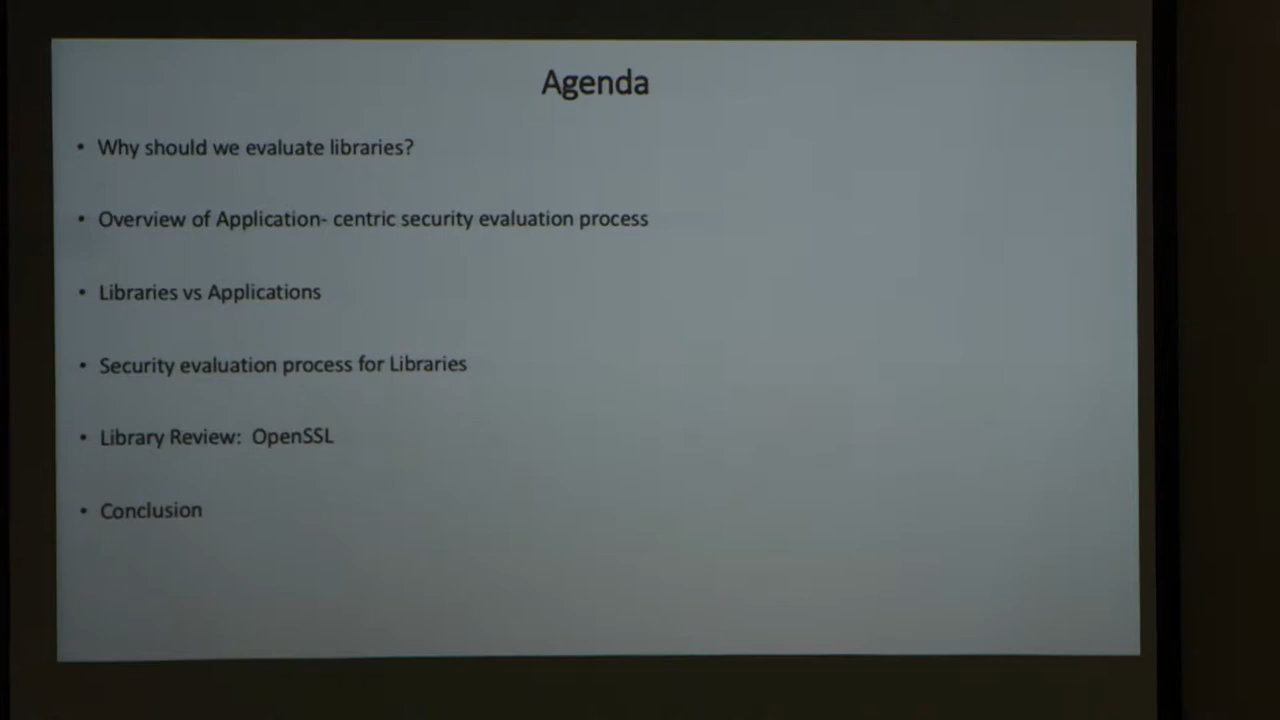 Agenda
• Why should we evaluate libraries?
• Overview of Application- centric security evaluation process
• Libraries vs Applications
• Security evaluation process for Libraries
• Library Review:  OpenSSL
• Conclusion